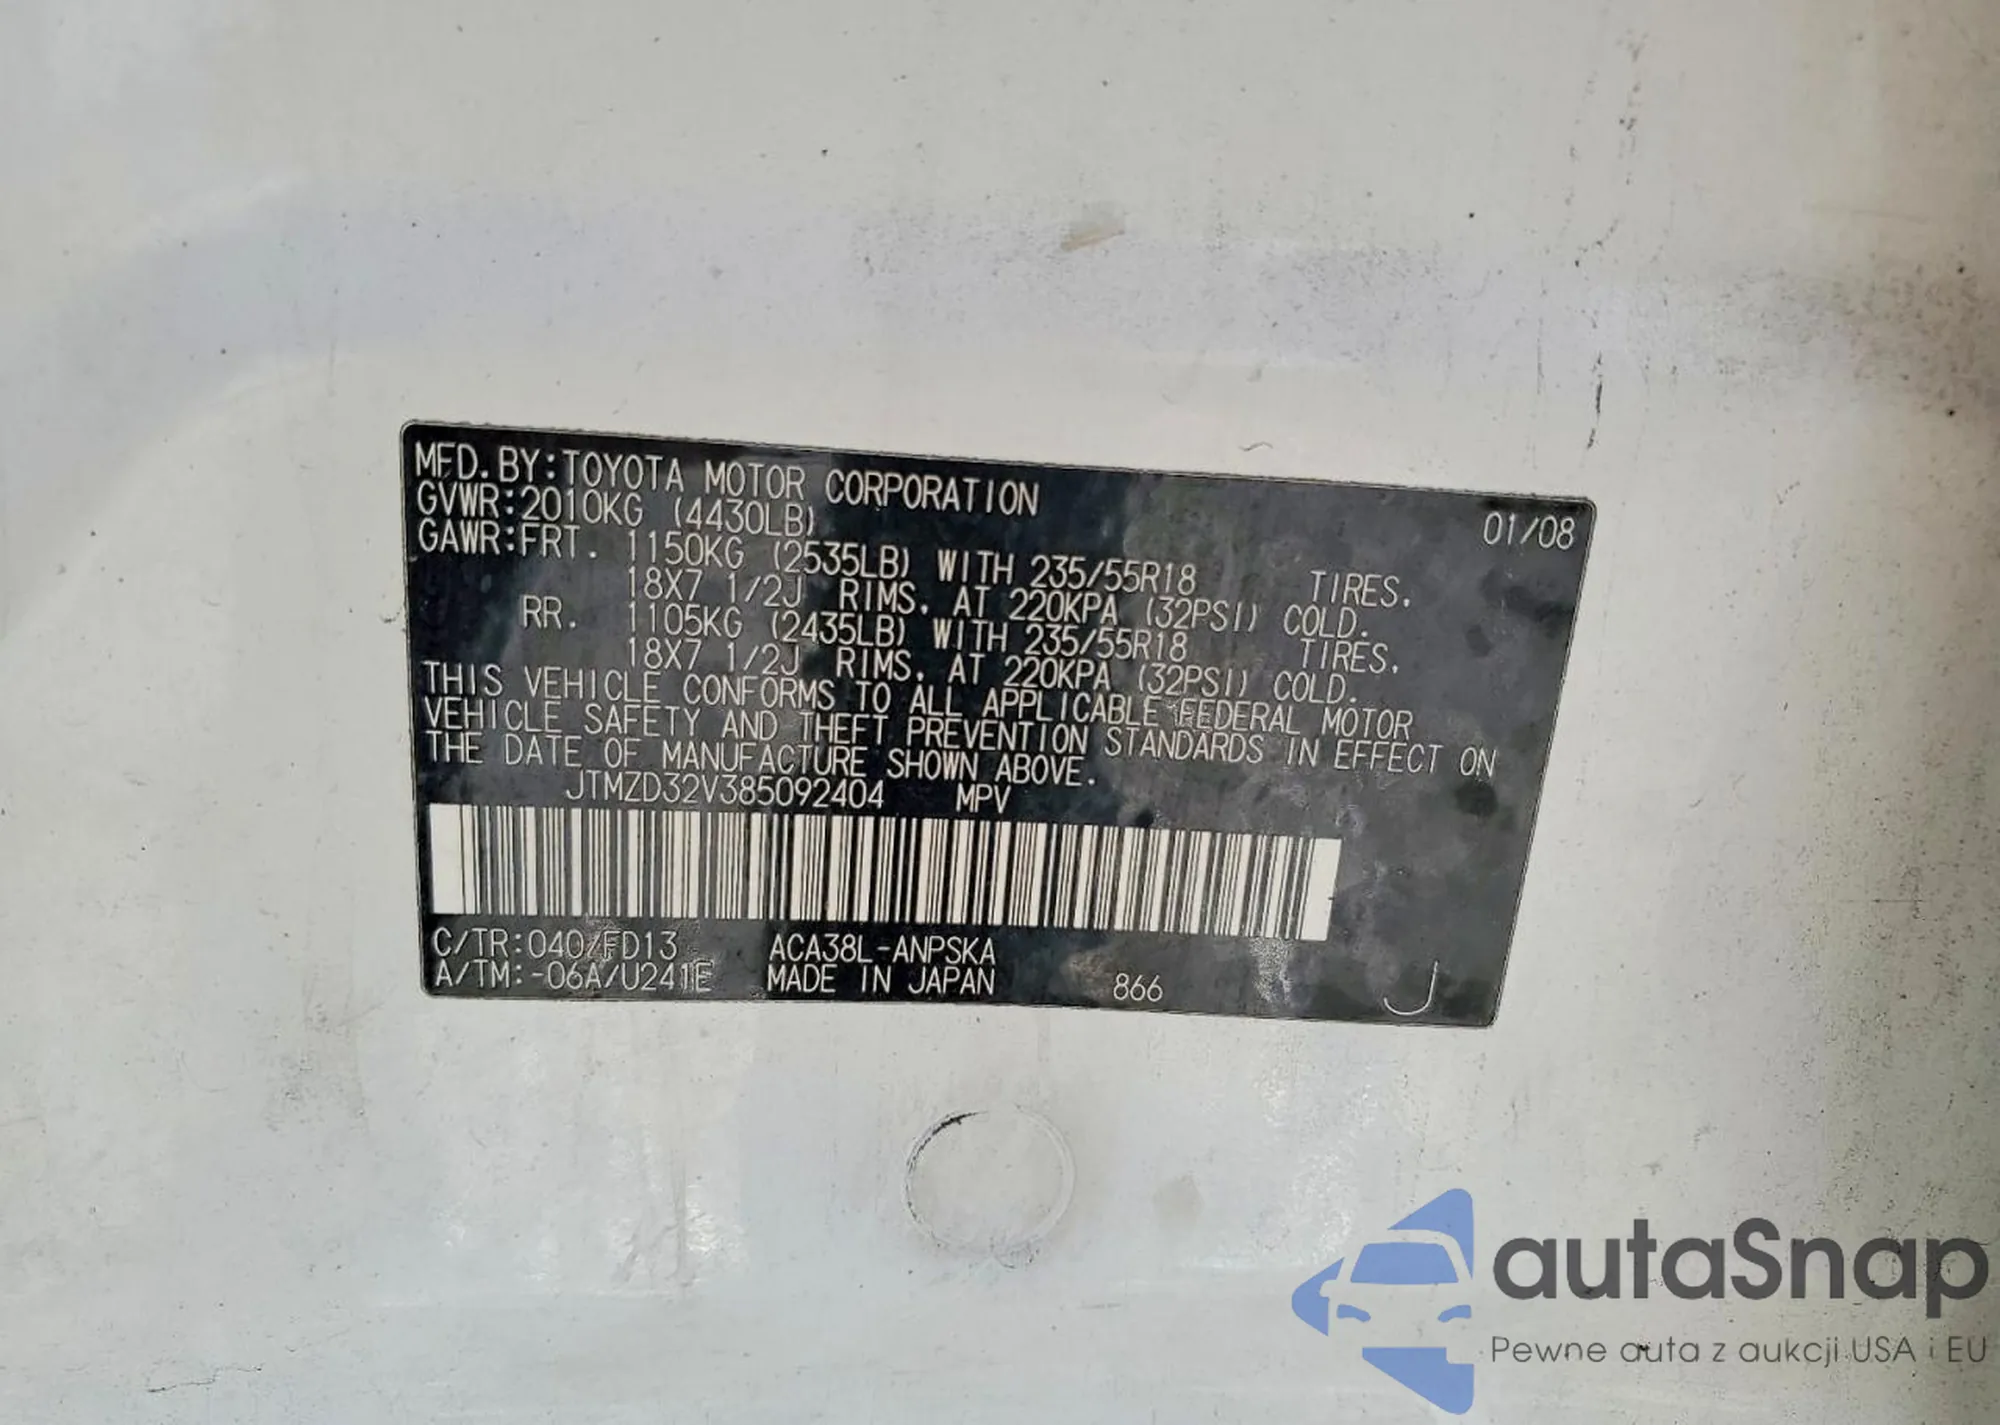 MFD. BY:TOYOTA MOTOR CORPORATION 01/08
GVWR:2010KG (4430LB)
GAWR:FRT. 1150KG (2535LB) WITH 235/55R18 TIRES.
18X7 1/2J RIMS, AT 220KPA (32PSI) COLD.
RR. 1105KG (2435LB) WITH 235/55R18 TIRES,
18X7 1/2J RIMS, AT 220KPA (32PSI) COLD.
THIS VEHICLE CONFORMS TO ALL APPLICABLE FEDERAL MOTOR
VEHICLE SAFETY AND THEFT PREVENTION STANDARDS IN EFFECT ON
THE DATE OF MANUFACTURE SHOWN ABOVE.
JTMZD32V385092404 MPV
C/TR:040/FD13 ACA38L-ANPSKA
A/TM:-06A/U241E MADE IN JAPAN 866 J
autaSnap
Pewne auta z aukcji USA i EU